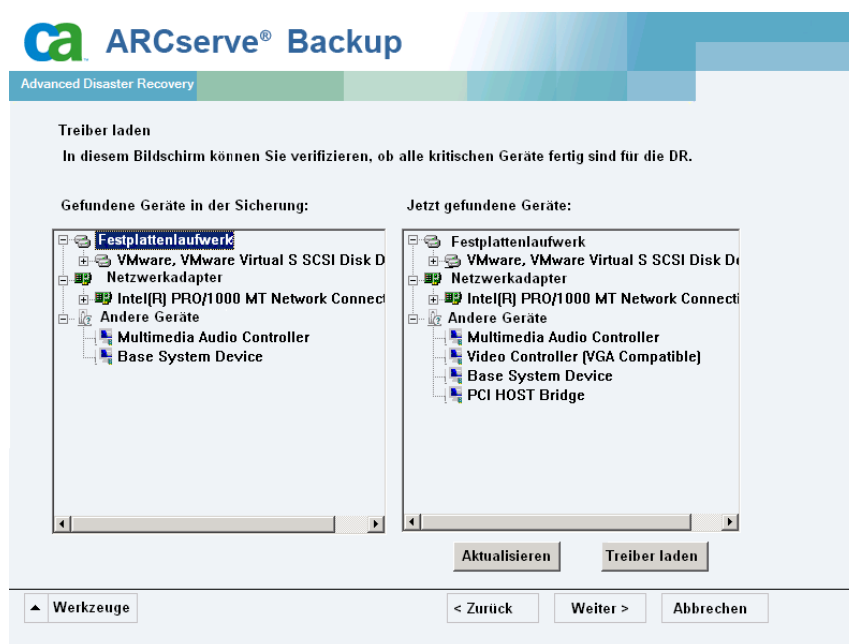 ca ARCserve® Backup
Advanced Disaster Recovery
Treiber laden
In diesem Bildschirm können Sie verifizieren, ob alle kritischen Geräte fertig sind für die DR.
Gefundene Geräte in der Sicherung:
Festplattenlaufwerk
VMware, VMware Virtual S SCSI Disk D
Netzwerkadapter
Intel(R) PRO/1000 MT Network Connect
Andere Geräte
Multimedia Audio Controller
Base System Device
Jetzt gefundene Geräte:
Festplattenlaufwerk
VMware, VMware Virtual S SCSI Disk De
Netzwerkadapter
Intel(R) PRO/1000 MT Network Connecti
Andere Geräte
Multimedia Audio Controller
Video Controller (VGA Compatible)
Base System Device
PCI HOST Bridge
Aktualisieren
Treiber laden
Werkzeuge
< Zurück
Weiter >
Abbrechen